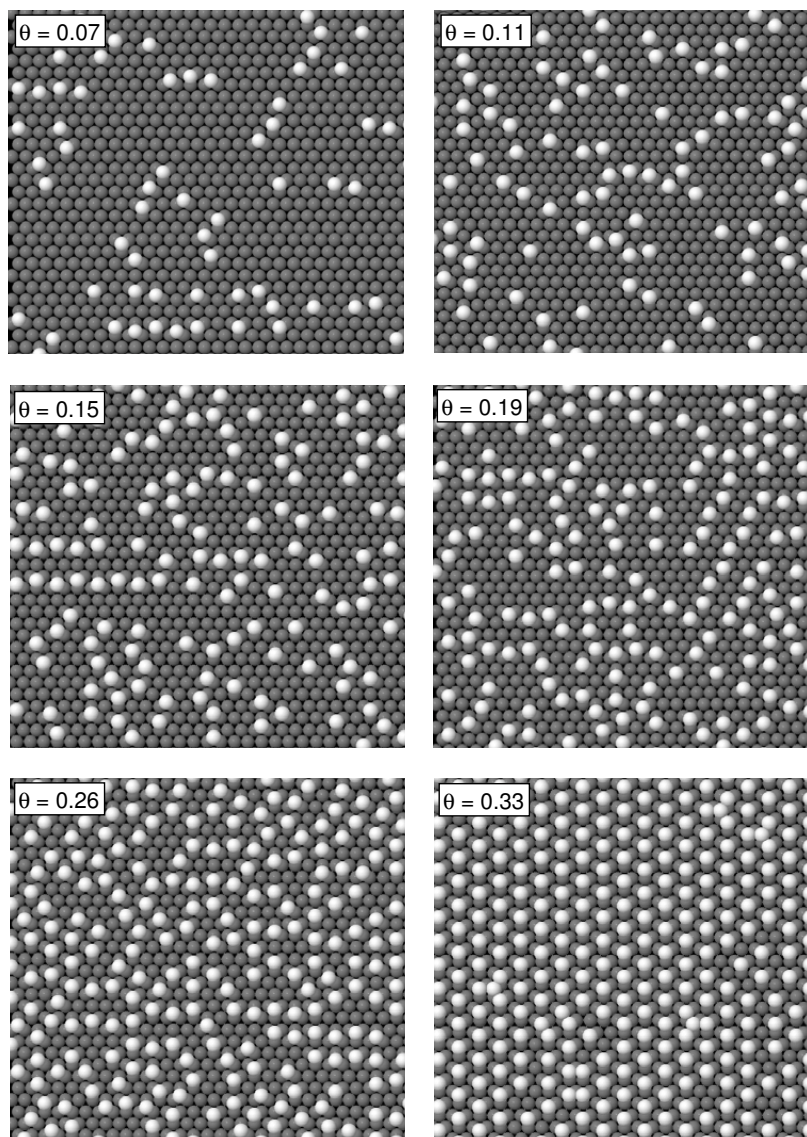 θ = 0.07
θ = 0.11
θ = 0.15
θ = 0.19
θ = 0.26
θ = 0.33